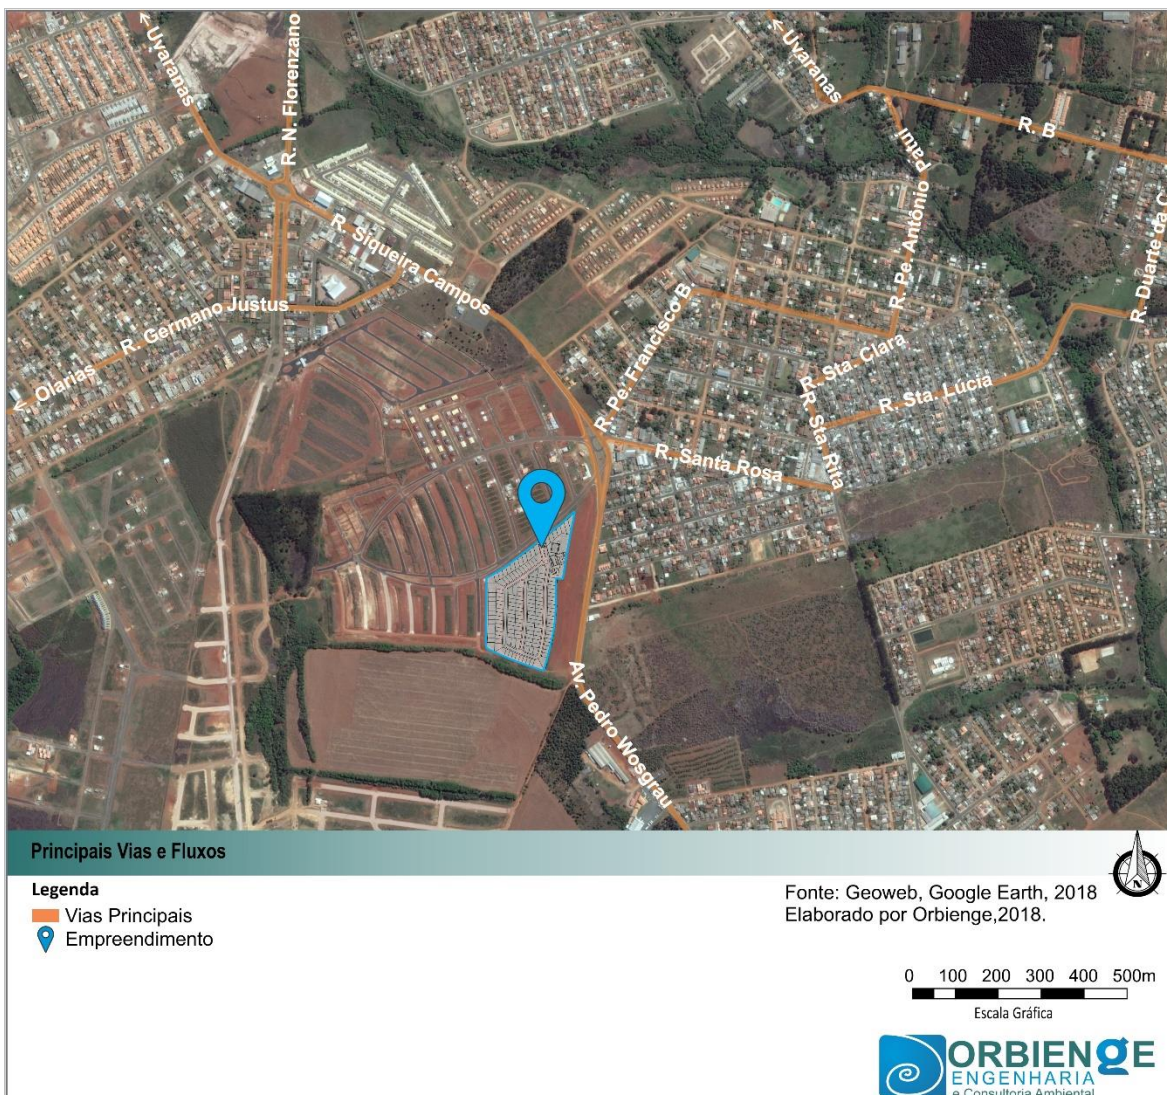 ← Uvaranas
R. N. Florenzano
← Uvaranas
R. B
R. Pe. Antônio Patuí
R. Duarte da C
R. Siqueira Campos
R. Germano Justus
← Olarias
R. Pe. Francisco B
R. Sta. Clara
R. Sta. Lúcia
R. Sta. Rita
R. Santa Rosa
Av. Pedro Wosgrau
Principais Vias e Fluxos
N
Legenda
Vias Principais
Empreendimento
Fonte: Geoweb, Google Earth, 2018
Elaborado por Orbienge,2018.
0 100 200 300 400 500m
Escala Gráfica
ORBIENGE
ENGENHARIA
e Consultoria Ambiental